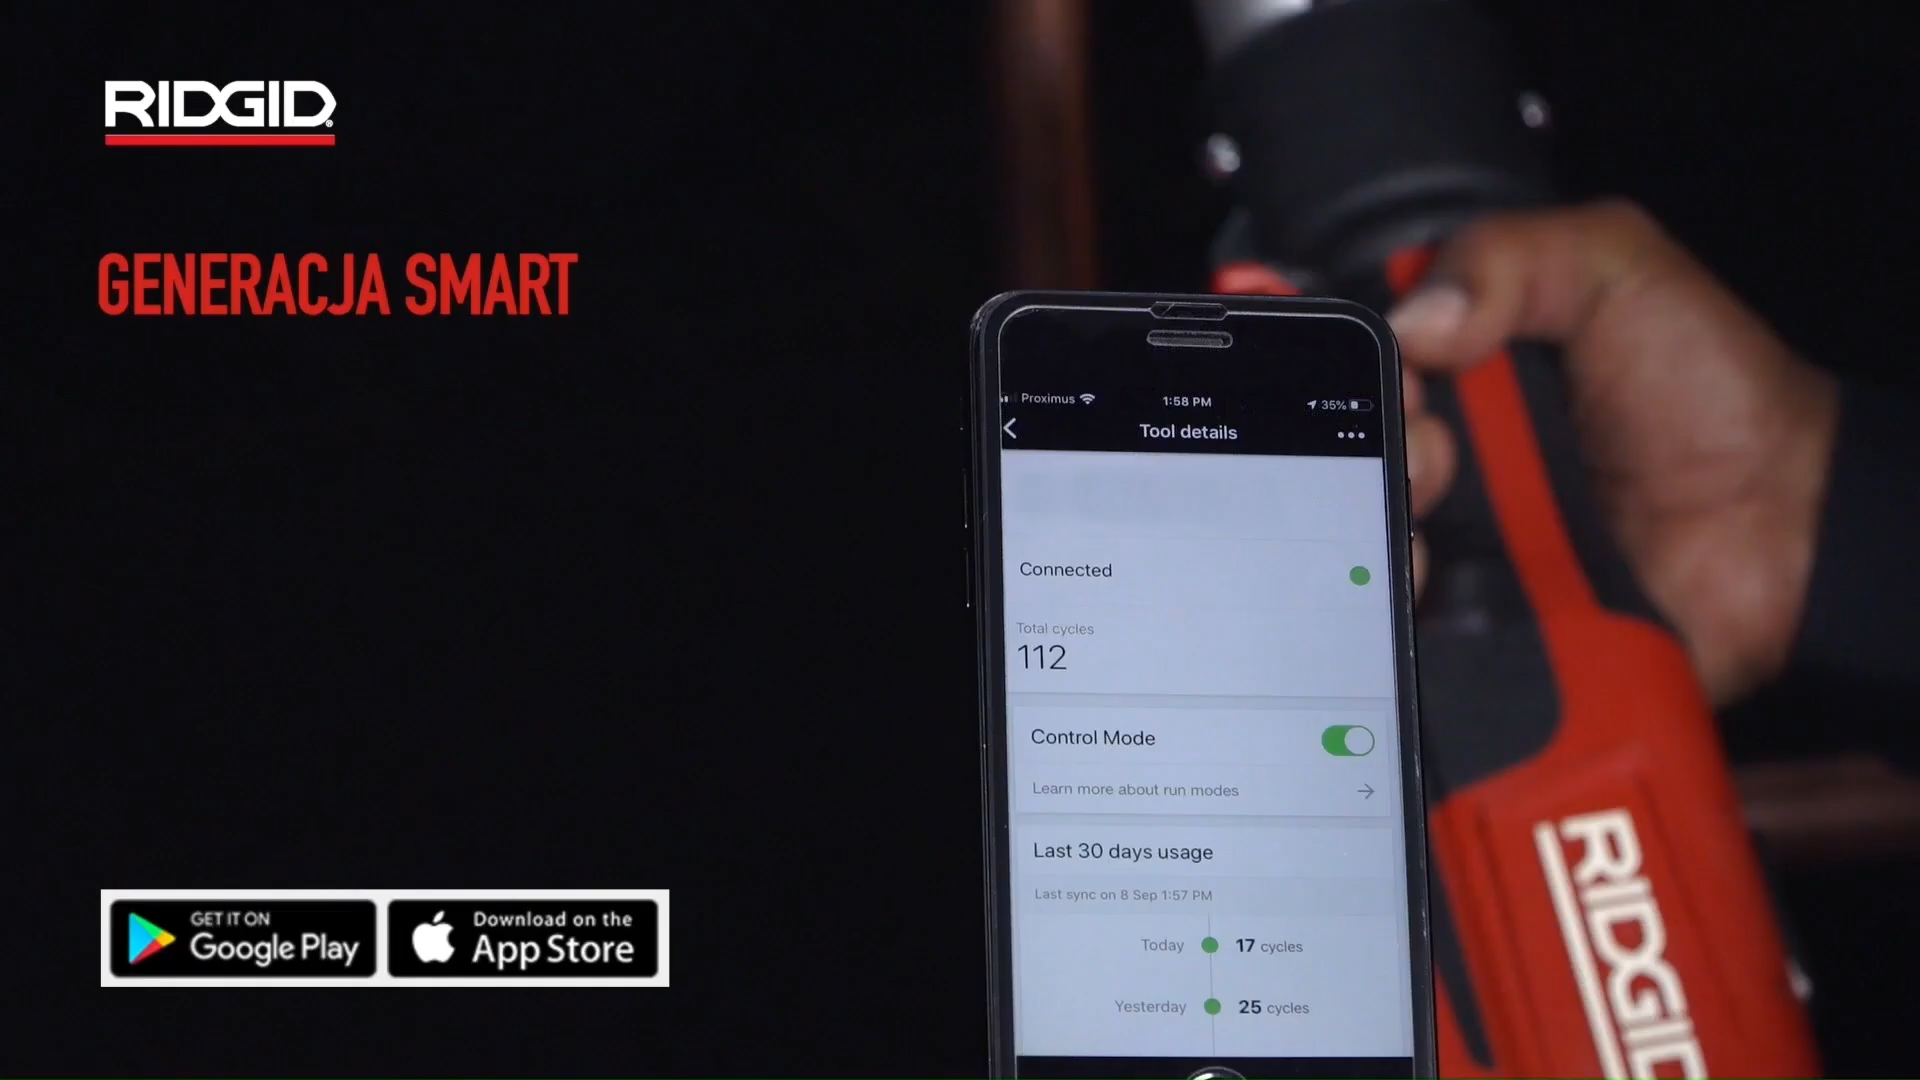 RIDGID®
GENERACJA SMART
Proximus 1:58 PM 35%
Tool details
Connected
Total cycles
112
Control Mode
Learn more about run modes
Last 30 days usage
Last sync on 8 Sep 1:57 PM
Today 17 cycles
Yesterday 25 cycles
RIDGID
GET IT ON
Google Play
Download on the
App Store